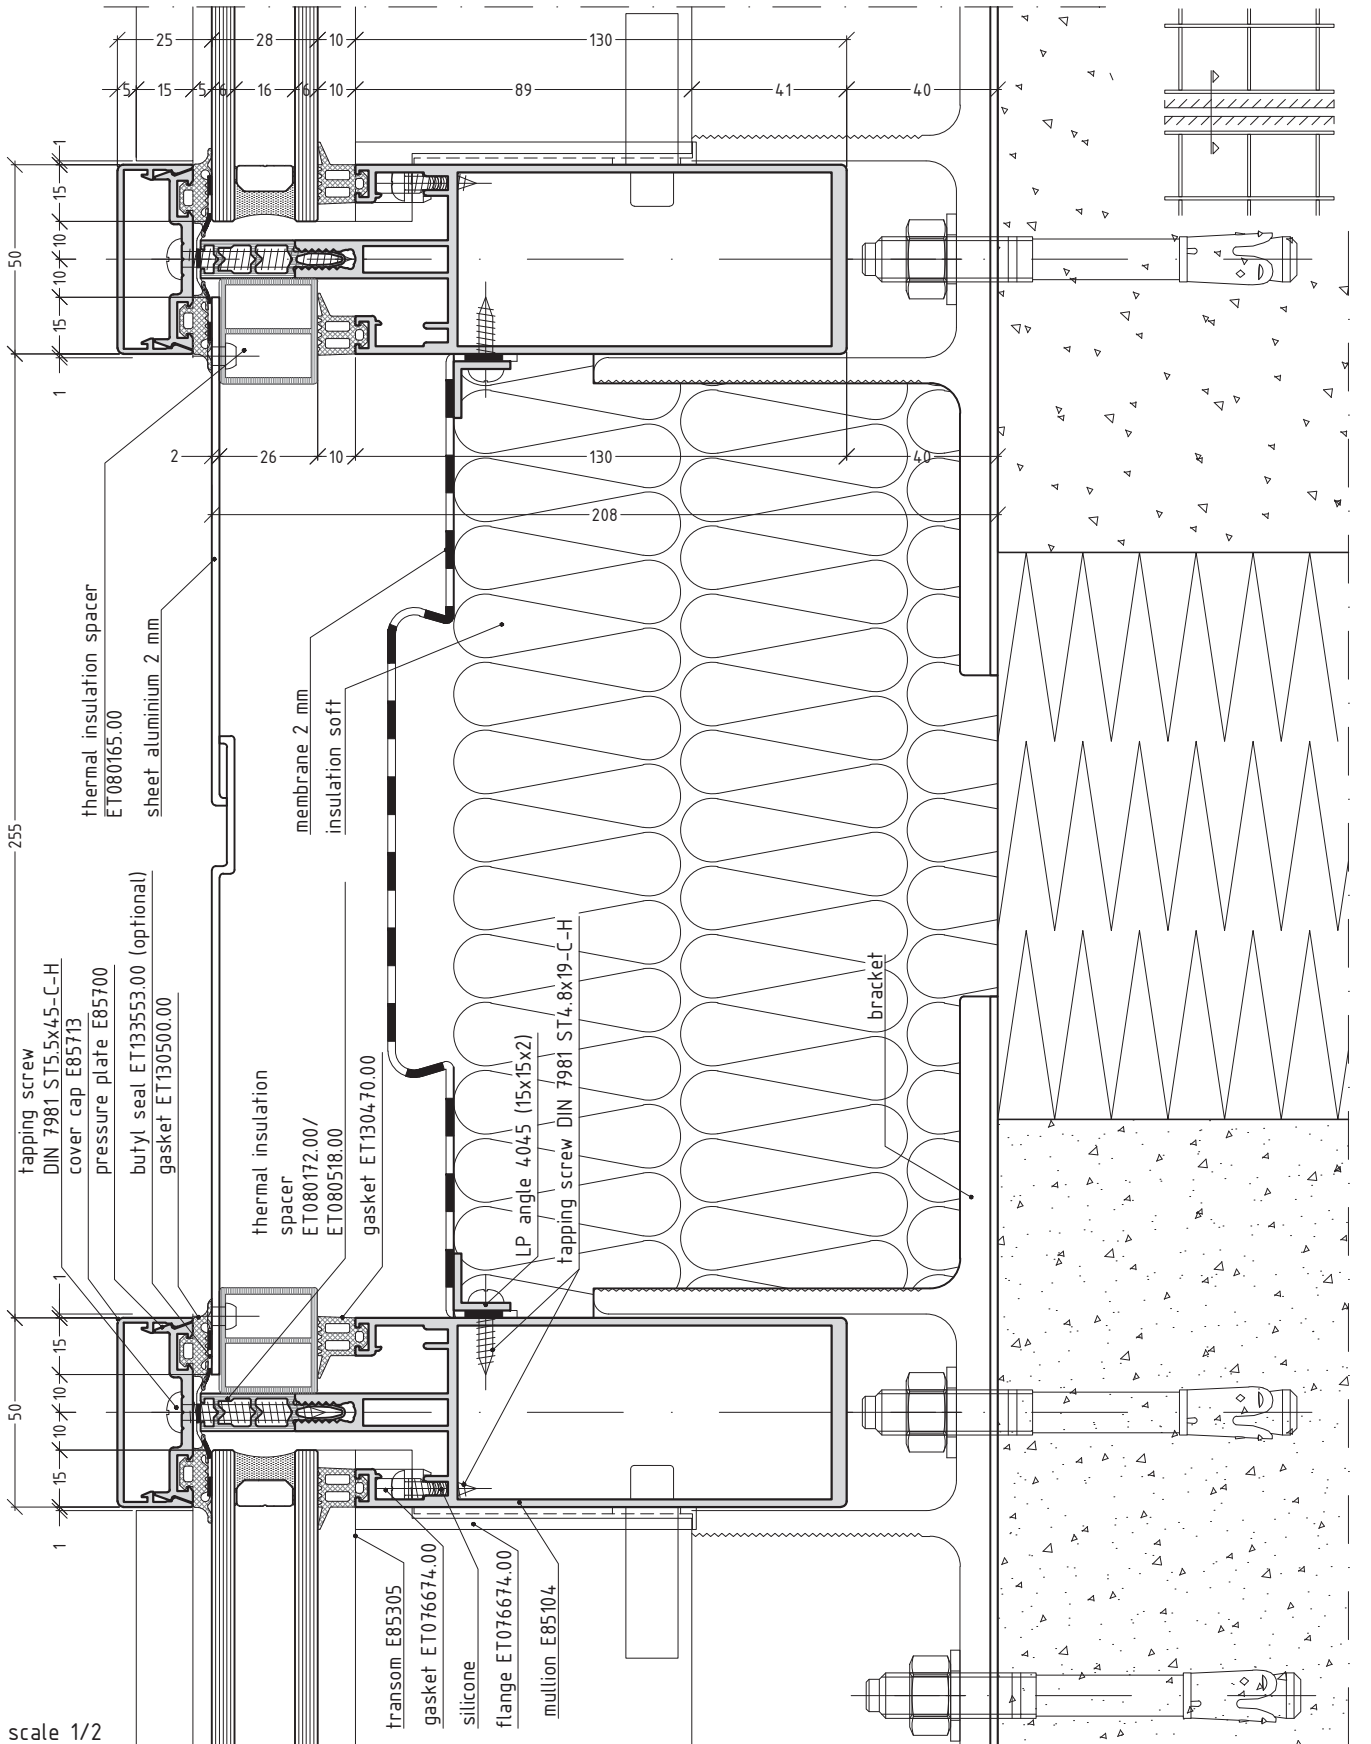 25
28
10
130
5
15
5
6
16
6
10
89
41
40
1
15
10
50
10
15
1
2
26
10
130
40
208
thermal insulation spacer
ET080165.00
sheet aluminium 2 mm
membrane 2 mm
insulation soft
255
tapping screw
DIN 7981 ST5.5x45-C-H
cover cap E85713
pressure plate E85700
butyl seal ET133553.00 (optional)
gasket ET130500.00
thermal insulation
spacer
ET080172.00/
ET080518.00
gasket ET130470.00
LP angle 4045 (15x15x2)
tapping screw DIN 7981 ST4.8x19-C-H
bracket
1
15
10
50
10
15
1
transom E85305
gasket ET076674.00
silicone
flange ET076674.00
mullion E85104
scale 1/2